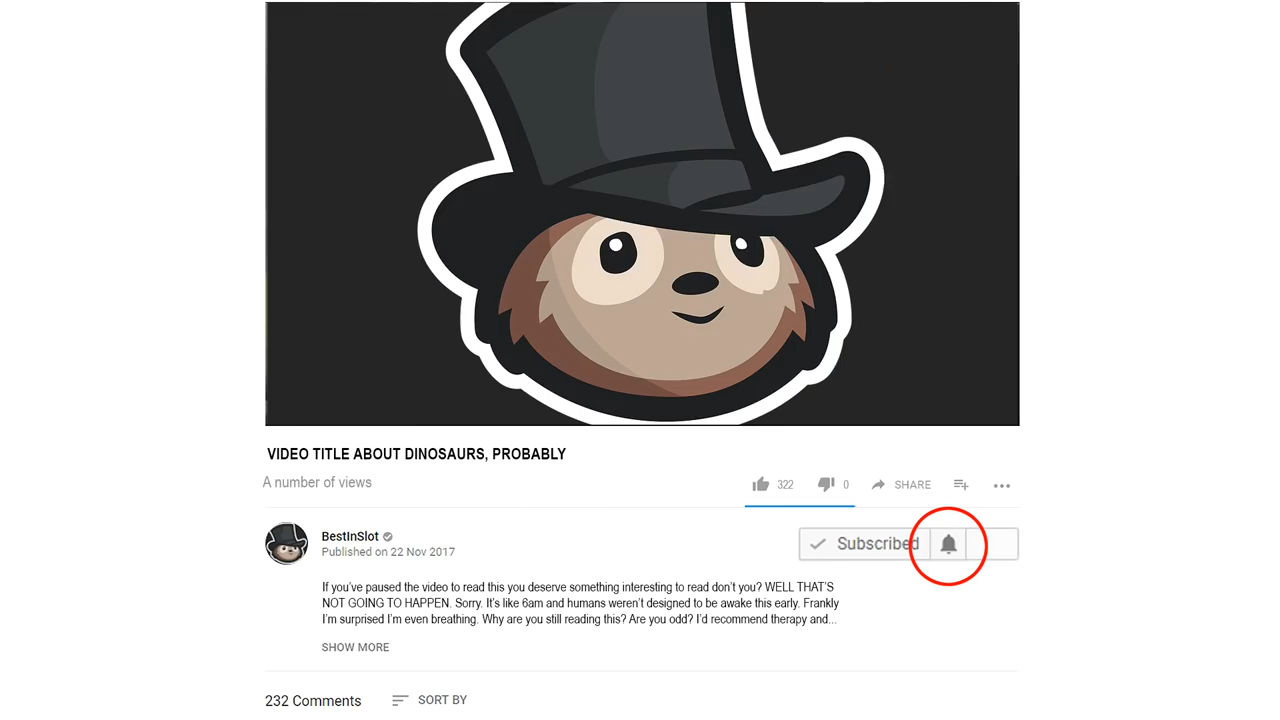 VIDEO TITLE ABOUT DINOSAURS, PROBABLY
A number of views
322 0 SHARE
BestInSlot
Published on 22 Nov 2017
Subscribed
If you’ve paused the video to read this you deserve something interesting to read don’t you? WELL THAT’S
NOT GOING TO HAPPEN. Sorry. It’s like 6am and humans weren’t designed to be awake this early. Frankly
I’m surprised I’m even breathing. Why are you still reading this? Are you odd? I’d recommend therapy and...
SHOW MORE
232 Comments SORT BY